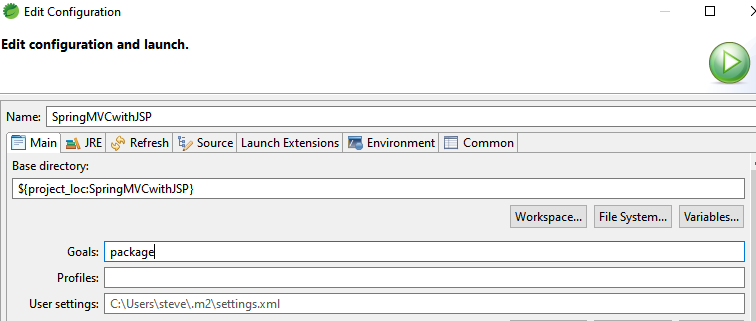 Edit Configuration
Edit configuration and launch.
Name: SpringMVCwithJSP
Main JRE Refresh Source Launch Extensions Environment Common
Base directory:
${project_loc:SpringMVCwithJSP}
Workspace... File System... Variables...
Goals: package
Profiles:
User settings: C:\Users\steve\.m2\settings.xml